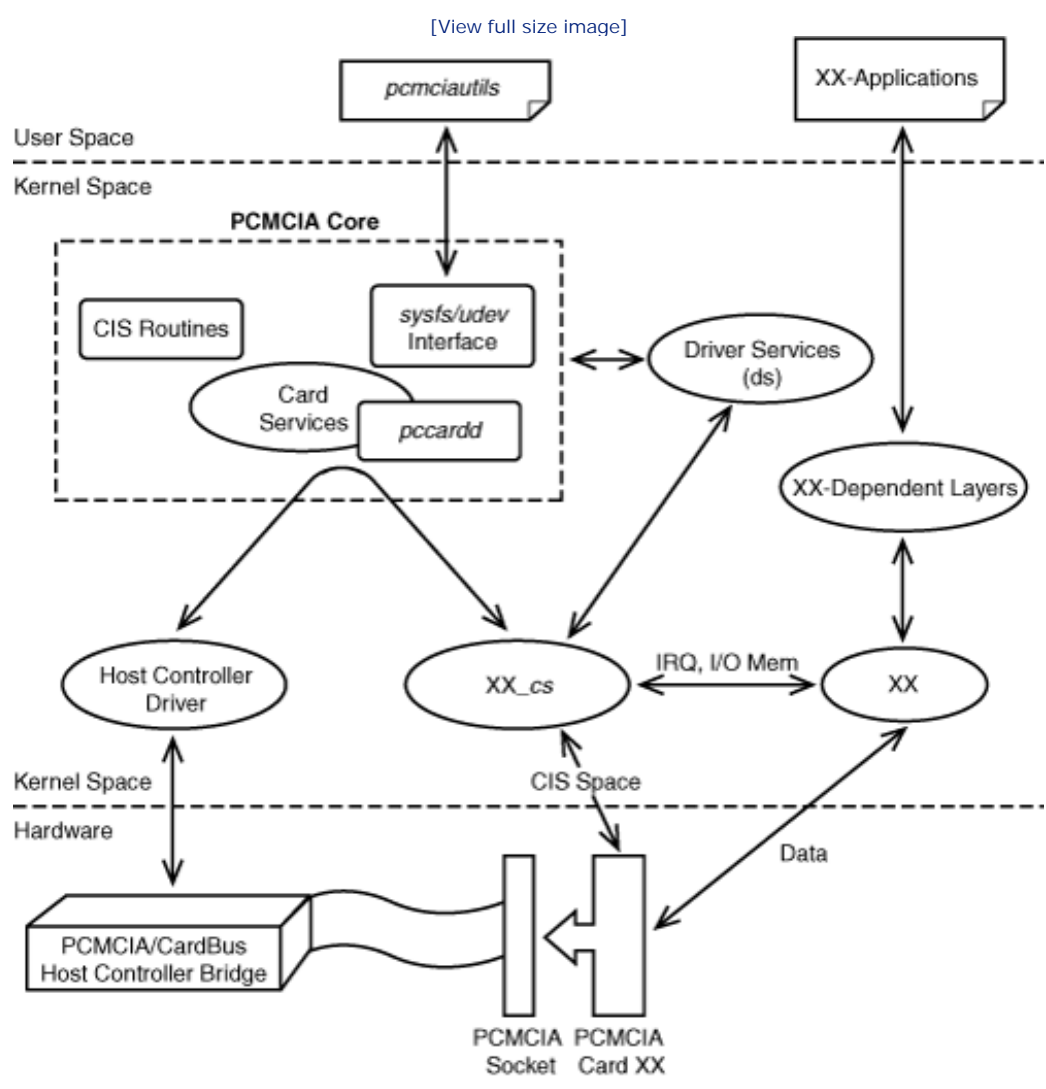 [View full size image]
pcmciautils
XX-Applications
User Space
Kernel Space
PCMCIA Core
CIS Routines
sysfs/udev
Interface
Driver Services
(ds)
Card
Services
pccardd
XX-Dependent Layers
Host Controller
Driver
XX_cs
IRQ, I/O Mem
XX
Kernel Space
CIS Space
Hardware
Data
PCMCIA/CardBus
Host Controller Bridge
PCMCIA
Socket
PCMCIA
Card XX